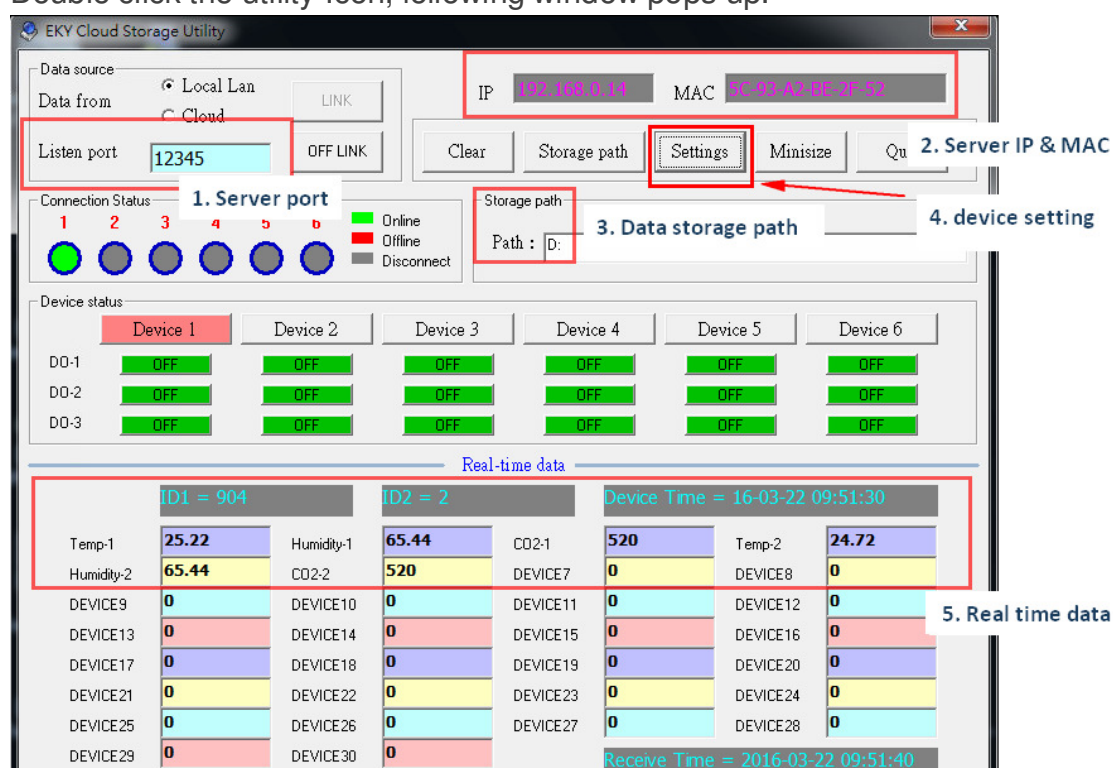 Double click the utility icon, following window pops up.
EKY Cloud Storage Utility
Data source
Data from
Local Lan
Cloud
LINK
Listen port
12345
OFF LINK
IP
192.168.0.14
MAC
5C-93-A2-BE-2F-52
Clear
Storage path
Settings
Minisize
Qu
2. Server IP & MAC
1. Server port
Connection Status
1 2 3 4 5 6
Online
Offline
Disconnect
Storage path
Path :
D:
3. Data storage path
4. device setting
Device status
Device 1 Device 2 Device 3 Device 4 Device 5 Device 6
DO-1 OFF OFF OFF OFF OFF OFF
DO-2 OFF OFF OFF OFF OFF OFF
DO-3 OFF OFF OFF OFF OFF OFF
Real-time data
ID1 = 904 ID2 = 2 Device Time = 16-03-22 09:51:30
Temp-1 25.22 Humidity-1 65.44 CO2-1 520 Temp-2 24.72
Humidity-2 65.44 CO2-2 520 DEVICE7 0 DEVICE8 0
DEVICE9 0 DEVICE10 0 DEVICE11 0 DEVICE12 0
5. Real time data
DEVICE13 0 DEVICE14 0 DEVICE15 0 DEVICE16 0
DEVICE17 0 DEVICE18 0 DEVICE19 0 DEVICE20 0
DEVICE21 0 DEVICE22 0 DEVICE23 0 DEVICE24 0
DEVICE25 0 DEVICE26 0 DEVICE27 0 DEVICE28 0
DEVICE29 0 DEVICE30 0 Receive Time = 2016-03-22 09:51:40